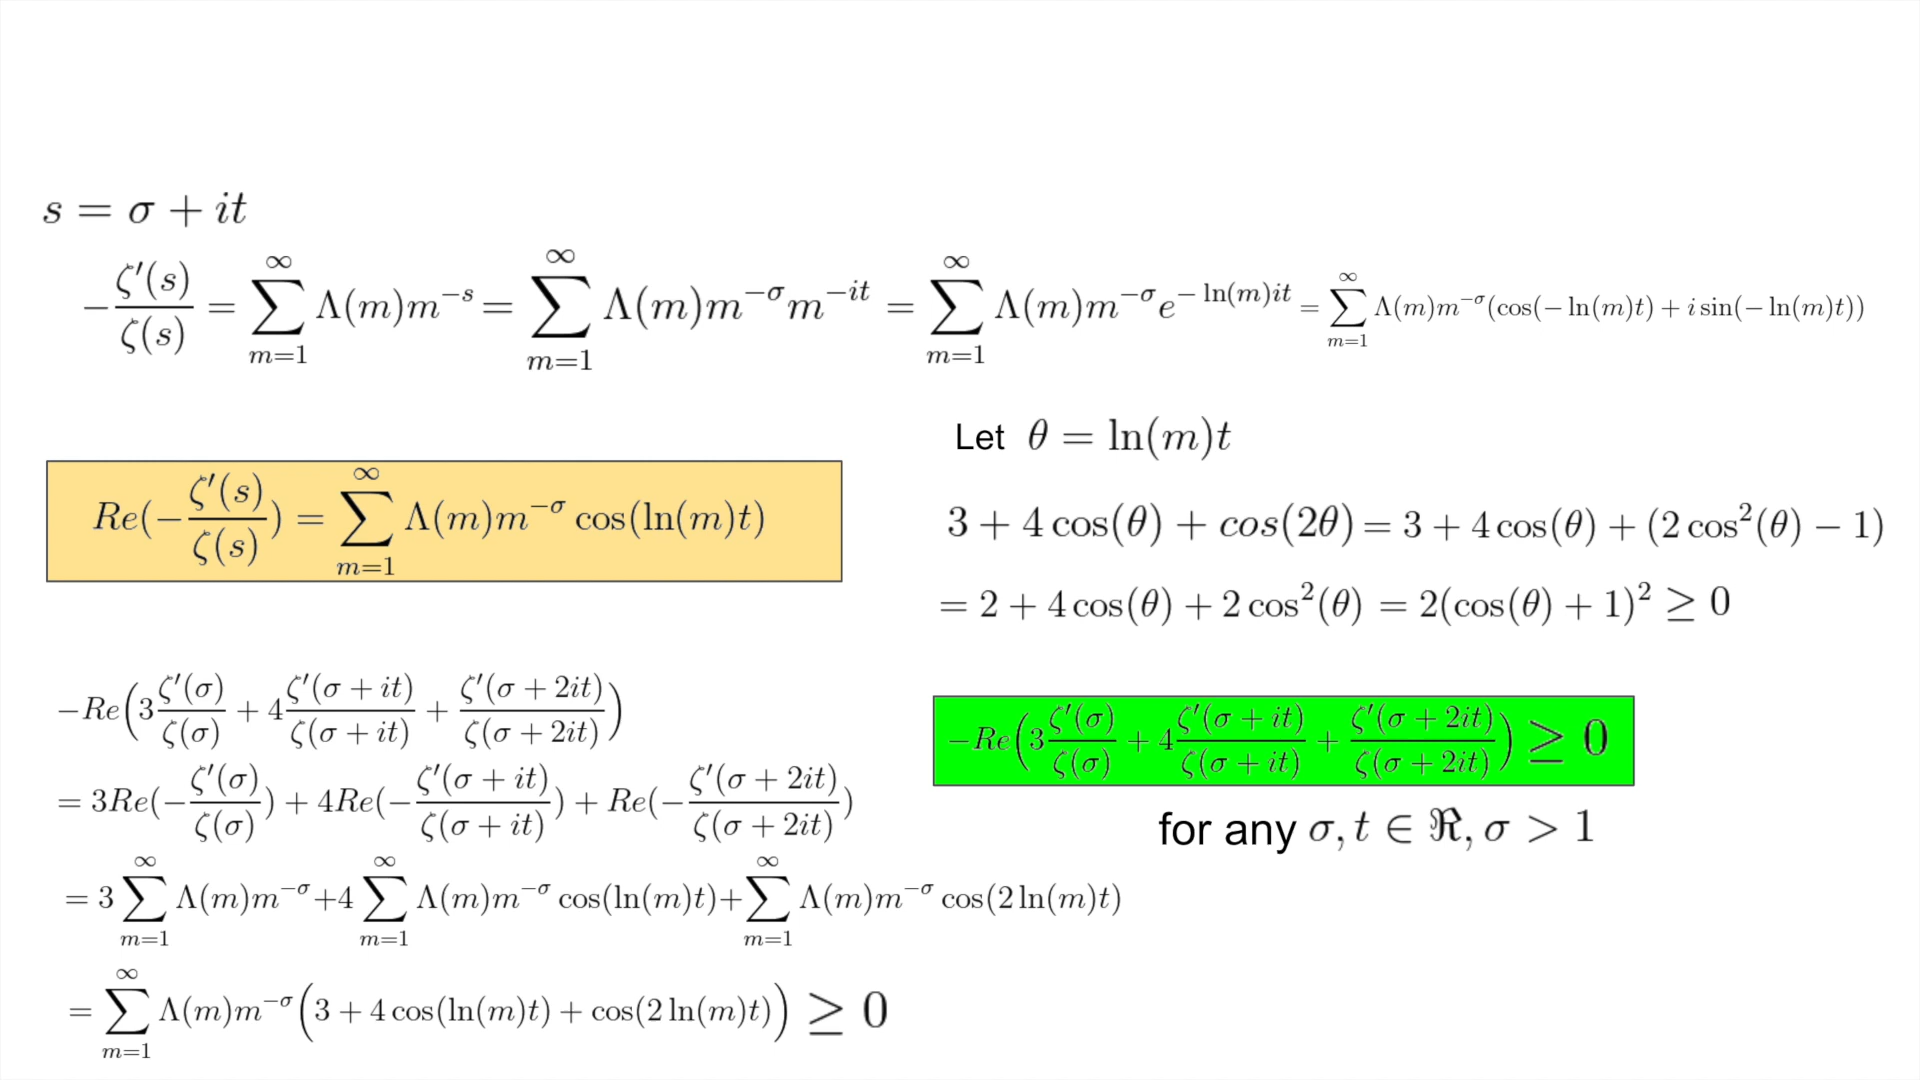 s = σ + it
-ζ′(s)/ζ(s) = ∑_{m=1}^{∞} Λ(m)m^{-s} = ∑_{m=1}^{∞} Λ(m)m^{-σ}m^{-it} = ∑_{m=1}^{∞} Λ(m)m^{-σ}e^{-ln(m)it} = ∑_{m=1}^{∞} Λ(m)m^{-σ}(cos(-ln(m)t) + i sin(-ln(m)t))
Re(-ζ′(s)/ζ(s)) = ∑_{m=1}^{∞} Λ(m)m^{-σ} cos(ln(m)t)
Let θ = ln(m)t
3 + 4cos(θ) + cos(2θ) = 3 + 4cos(θ) + (2cos²(θ) - 1)
= 2 + 4cos(θ) + 2cos²(θ) = 2(cos(θ) + 1)² ≥ 0
-Re(3ζ′(σ)/ζ(σ) + 4ζ′(σ + it)/ζ(σ + it) + ζ′(σ + 2it)/ζ(σ + 2it))
= 3Re(-ζ′(σ)/ζ(σ)) + 4Re(-ζ′(σ + it)/ζ(σ + it)) + Re(-ζ′(σ + 2it)/ζ(σ + 2it))
= 3∑_{m=1}^{∞} Λ(m)m^{-σ}+4∑_{m=1}^{∞} Λ(m)m^{-σ} cos(ln(m)t)+∑_{m=1}^{∞} Λ(m)m^{-σ} cos(2ln(m)t)
= ∑_{m=1}^{∞} Λ(m)m^{-σ}(3 + 4cos(ln(m)t) + cos(2ln(m)t)) ≥ 0
-Re(3ζ′(σ)/ζ(σ) + 4ζ′(σ + it)/ζ(σ + it) + ζ′(σ + 2it)/ζ(σ + 2it)) ≥ 0
for any σ, t ∈ ℜ, σ > 1